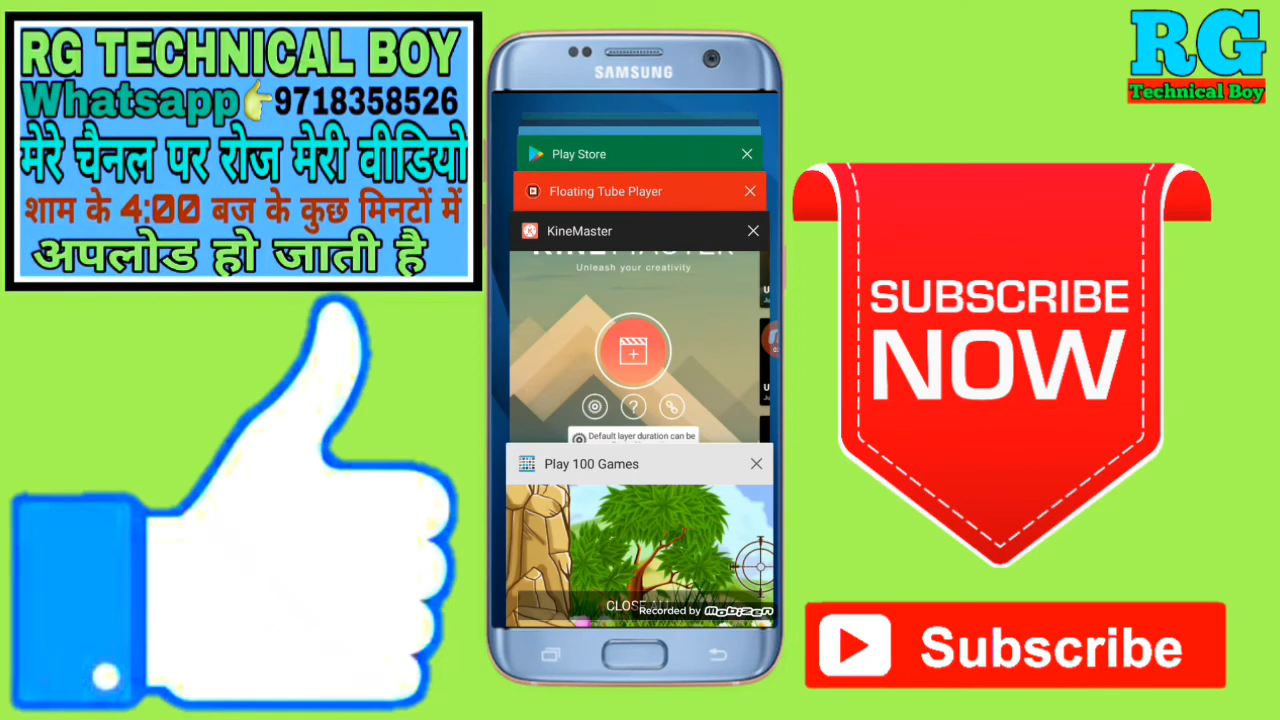 RG TECHNICAL BOY
Whatsapp 9718358526
मेरे चैनल पर रोज मेरी वीडियो
शाम के 4:00 बज के कुछ मिनटों में
अपलोड हो जाती है
SAMSUNG
Play Store
Floating Tube Player
KineMaster
Unleash your creativity
Default layer duration can be
Play 100 Games
Recorded by MOBIZEN
RG
Technical Boy
SUBSCRIBE
NOW
Subscribe